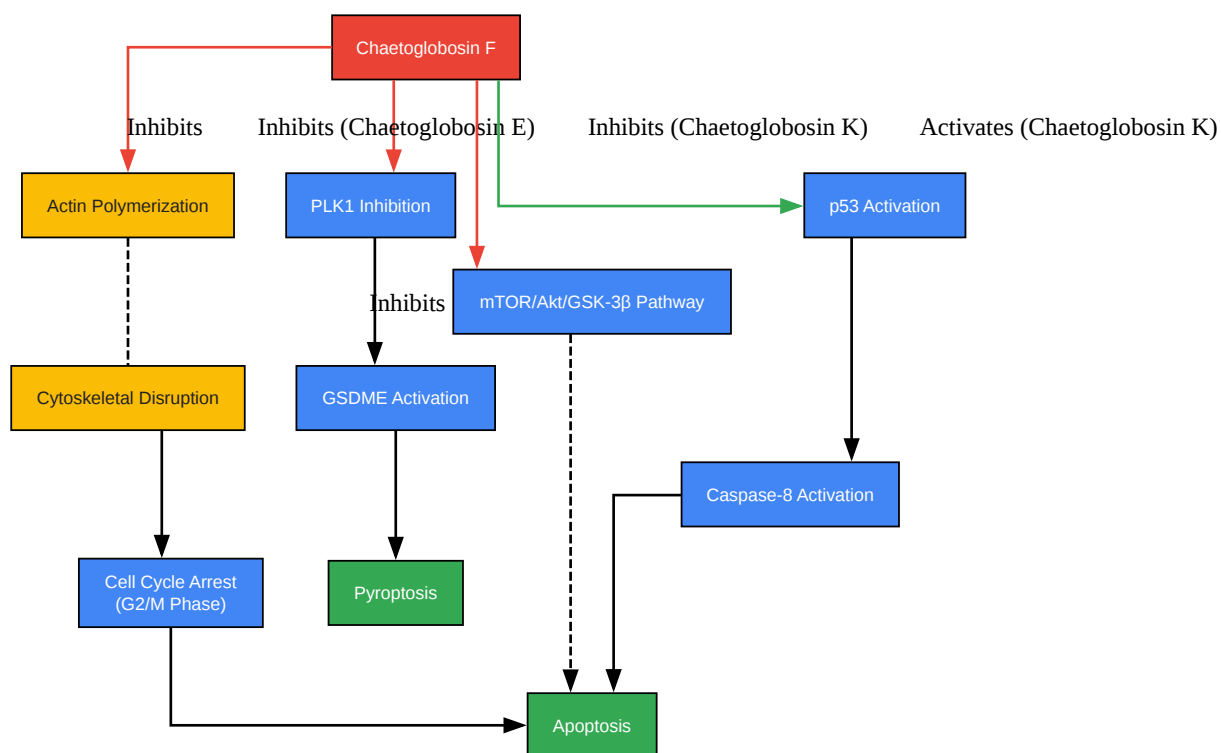 Chaetoglobosin F
Inhibits
Inhibits (Chaetoglobosin E)
Inhibits (Chaetoglobosin K)
Activates (Chaetoglobosin K)
Actin Polymerization
PLK1 Inhibition
p53 Activation
Inhibits
mTOR/Akt/GSK-3β Pathway
Cytoskeletal Disruption
GSDME Activation
Caspase-8 Activation
Cell Cycle Arrest
(G2/M Phase)
Pyroptosis
Apoptosis